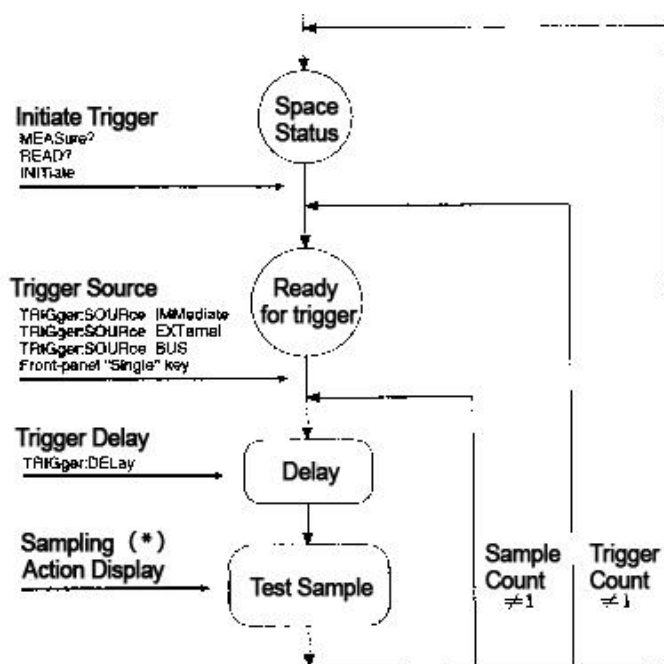 Space
Status
Initiate Trigger
MEASure?
READ?
INITiate
Ready
for trigger
Trigger Source
TRIGger:SOURce IMMediate
TRIGger:SOURce EXTernal
TRIGger:SOURce BUS
Front-panel "Single" key
Trigger Delay
TRIGger:DELay
Delay
Sampling (*)
Action Display
Test Sample
Sample
Count
≠1
Trigger
Count
≠1